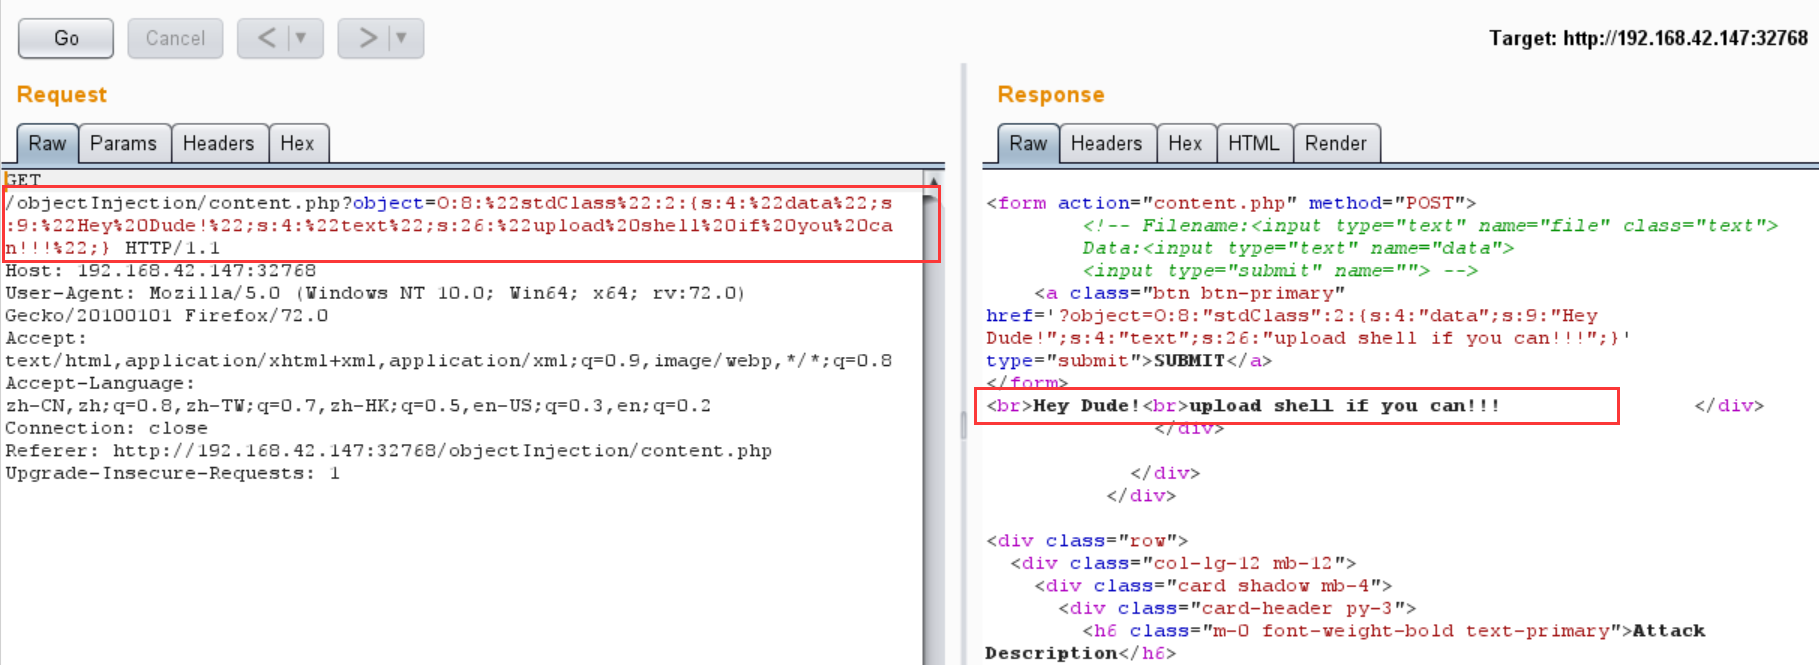 Go
Cancel
<
>
Target: http://192.168.42.147:32768
Request
Raw
Params
Headers
Hex
GET
/objectInjection/content.php?object=O:8:%22stdClass%22:2:{s:4:%22data%22;s
:9:%22Hey%20Dude!%22;s:4:%22text%22;s:26:%22upload%20shell%20if%20you%20ca
n!!!%22;} HTTP/1.1
Host: 192.168.42.147:32768
User-Agent: Mozilla/5.0 (Windows NT 10.0; Win64; x64; rv:72.0)
Gecko/20100101 Firefox/72.0
Accept:
text/html,application/xhtml+xml,application/xml;q=0.9,image/webp,*/*;q=0.8
Accept-Language:
zh-CN,zh;q=0.8,zh-TW;q=0.7,zh-HK;q=0.5,en-US;q=0.3,en;q=0.2
Connection: close
Referer: http://192.168.42.147:32768/objectInjection/content.php
Upgrade-Insecure-Requests: 1
Response
Raw
Headers
Hex
HTML
Render
<form action="content.php" method="POST">
<!-- Filename:<input type="text" name="file" class="text">
Data:<input type="text" name="data">
<input type="submit" name=""> -->
<a class="btn btn-primary"
href='?object=O:8:"stdClass":2:{s:4:"data";s:9:"Hey
Dude!";s:4:"text";s:26:"upload shell if you can!!!";}'
type="submit">SUBMIT</a>
</form>
<br>Hey Dude!<br>upload shell if you can!!! </div>
</div>
</div>
</div>
<div class="row">
<div class="col-lg-12 mb-12">
<div class="card shadow mb-4">
<div class="card-header py-3">
<h6 class="m-0 font-weight-bold text-primary">Attack
Description</h6>